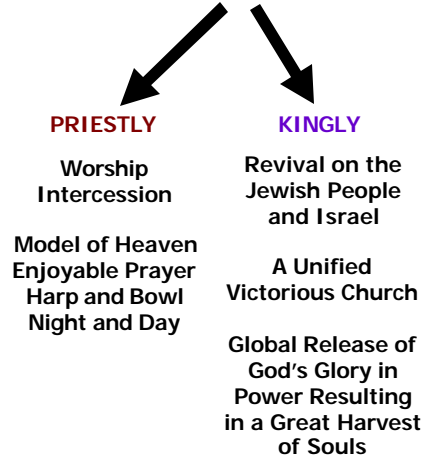 PRIESTLY
Worship
Intercession
Model of Heaven
Enjoyable Prayer
Harp and Bowl
Night and Day
KINGLY
Revival on the
Jewish People
and Israel
A Unified
Victorious Church
Global Release of
God's Glory in
Power Resulting
in a Great Harvest
of Souls